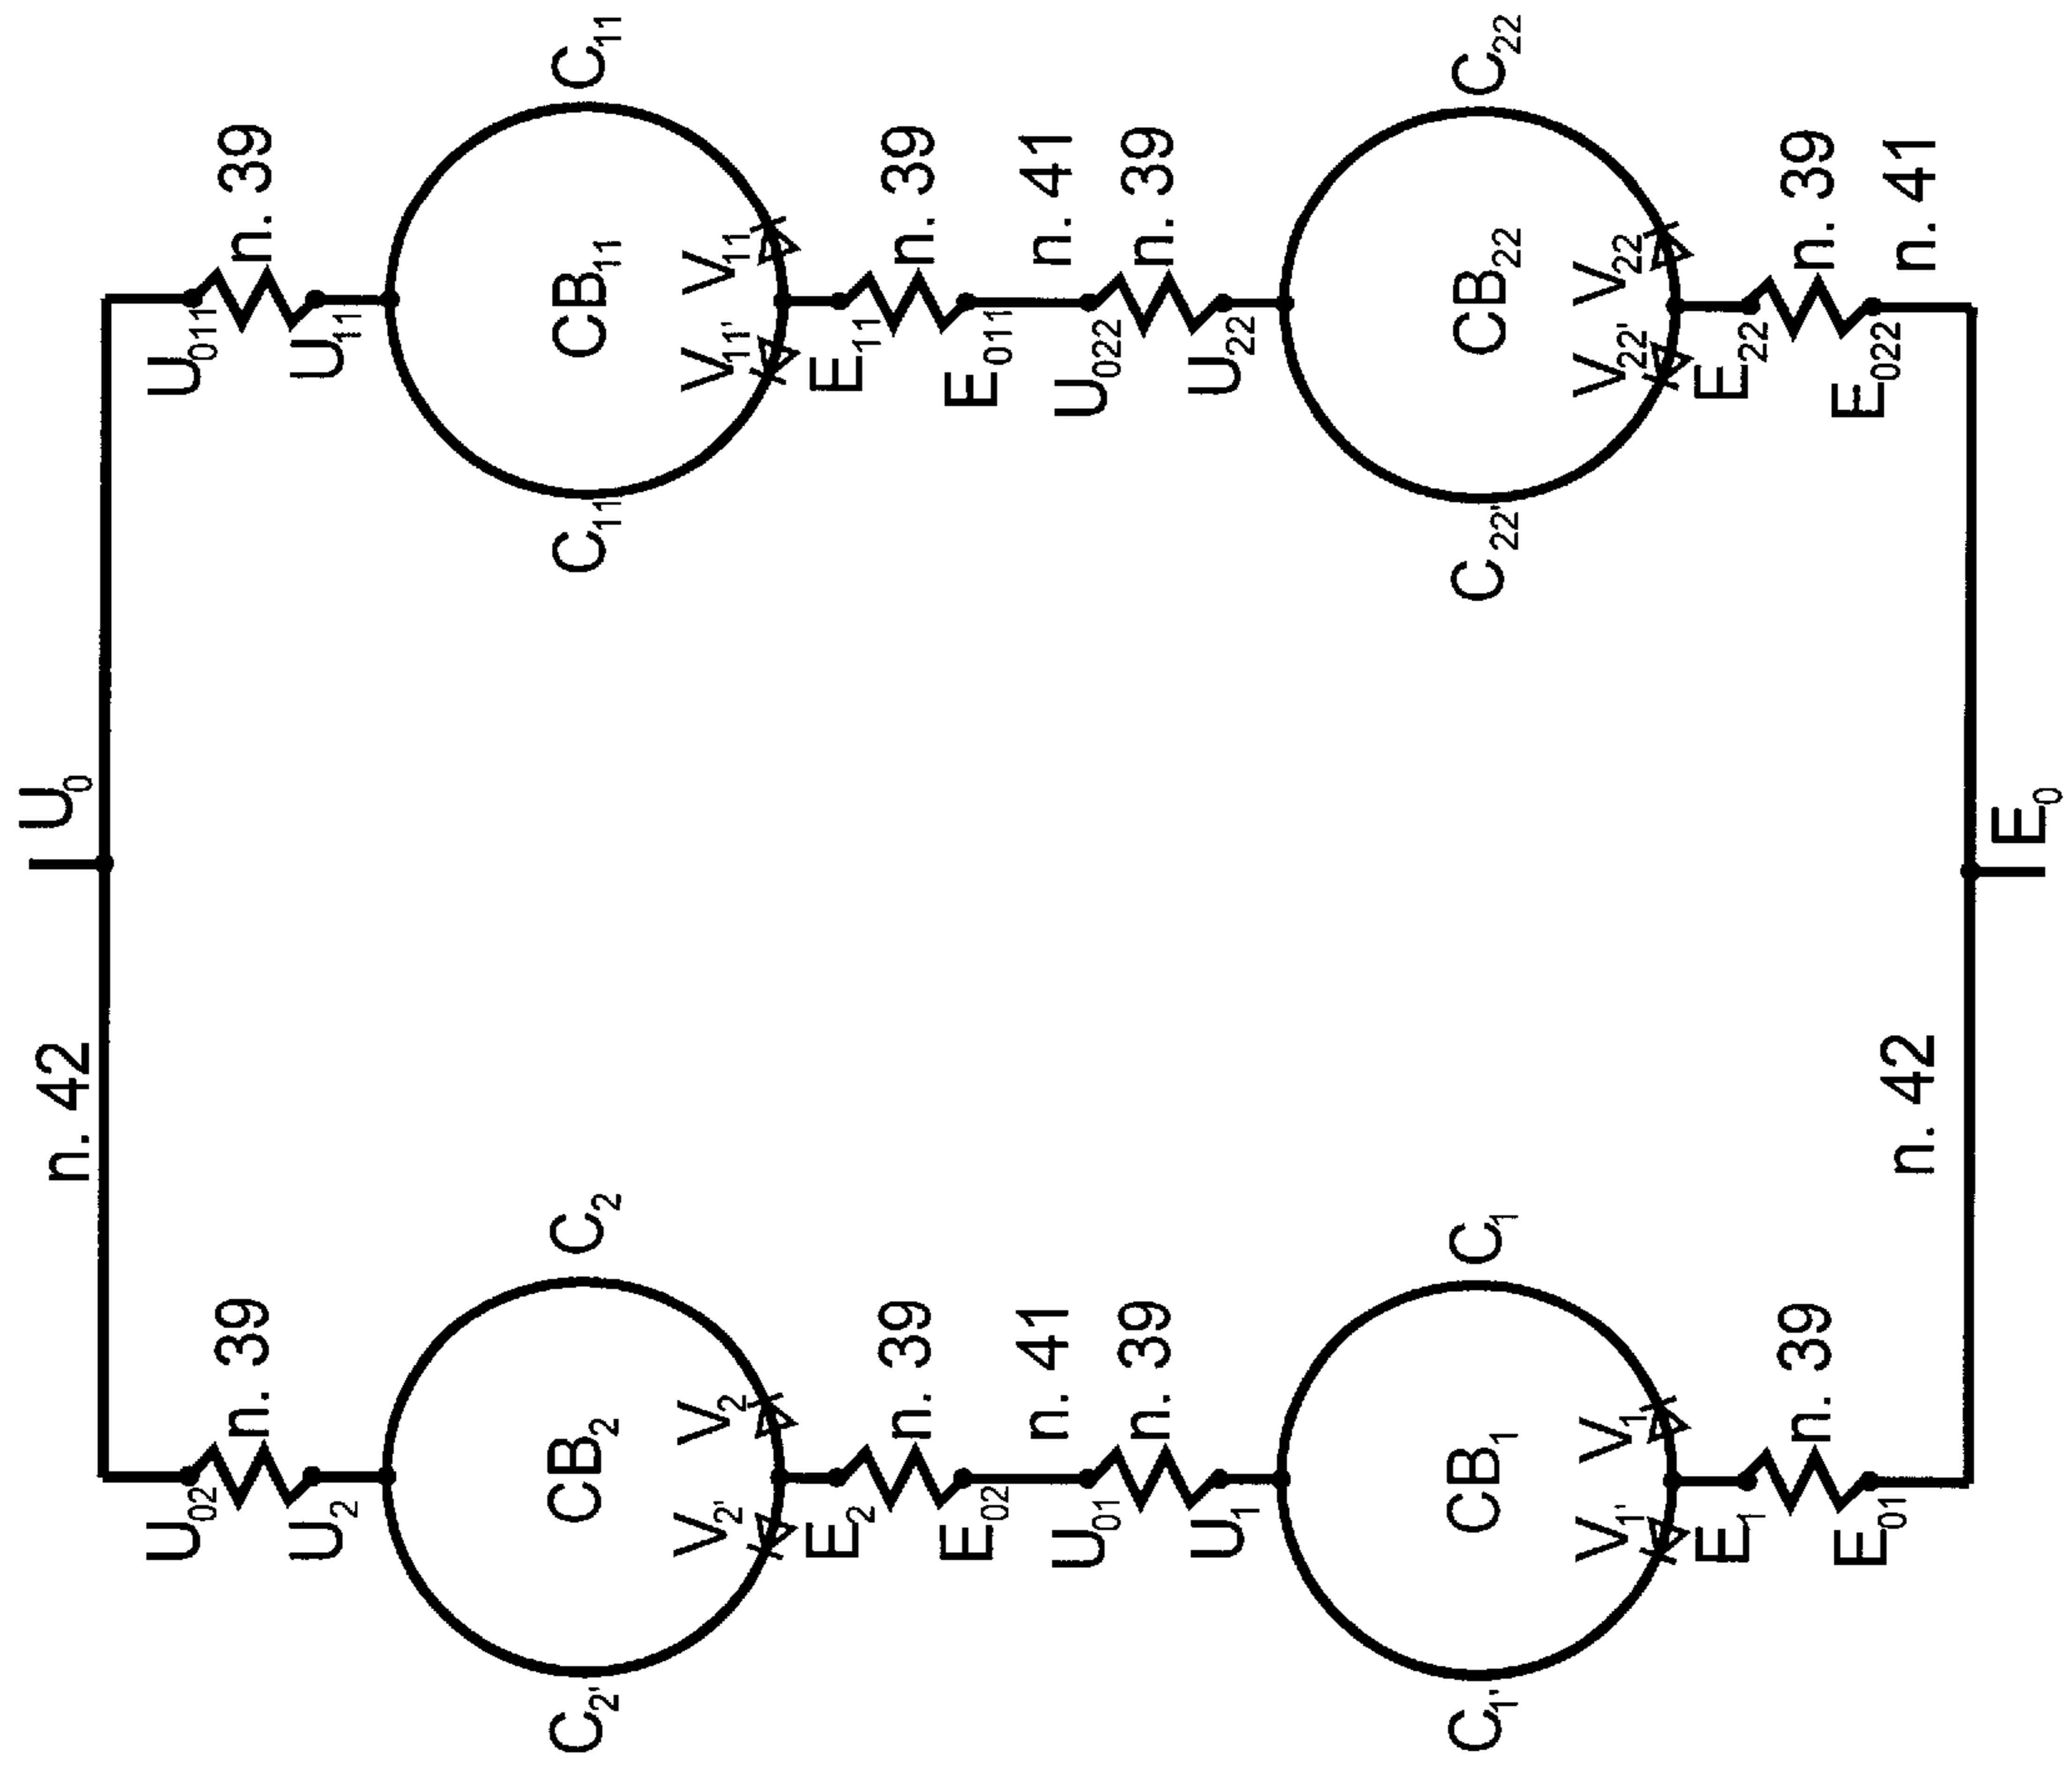 U₀
n. 42
U₀₂
n. 39
U₂
C₂'
CB₂
C₂
V₂'
V₂
E₂
n. 39
E₀₂
n. 41
U₀₁
n. 39
U₁
C₁'
CB₁
C₁
V₁'
V₁
E₁
n. 39
E₀₁
n. 42
U₀₁₁
n. 39
U₁₁
C₁₁'
CB₁₁
C₁₁
V₁₁'
V₁₁
E₁₁
n. 39
E₀₁₁
n. 41
U₀₂₂
n. 39
U₂₂
C₂₂'
CB₂₂
C₂₂
V₂₂'
V₂₂
E₂₂
n. 39
E₀₂₂
n. 41
E₀